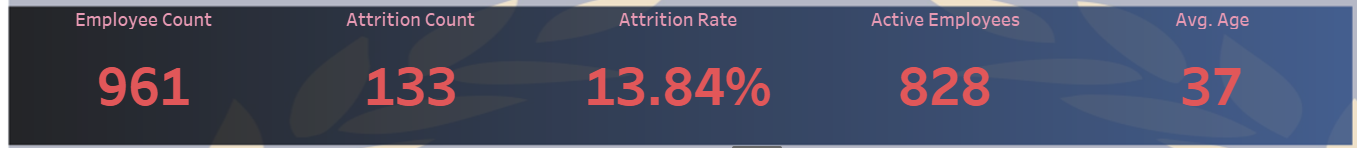 Employee Count Attrition Count Attrition Rate Active Employees Avg. Age
961 133 13.84% 828 37